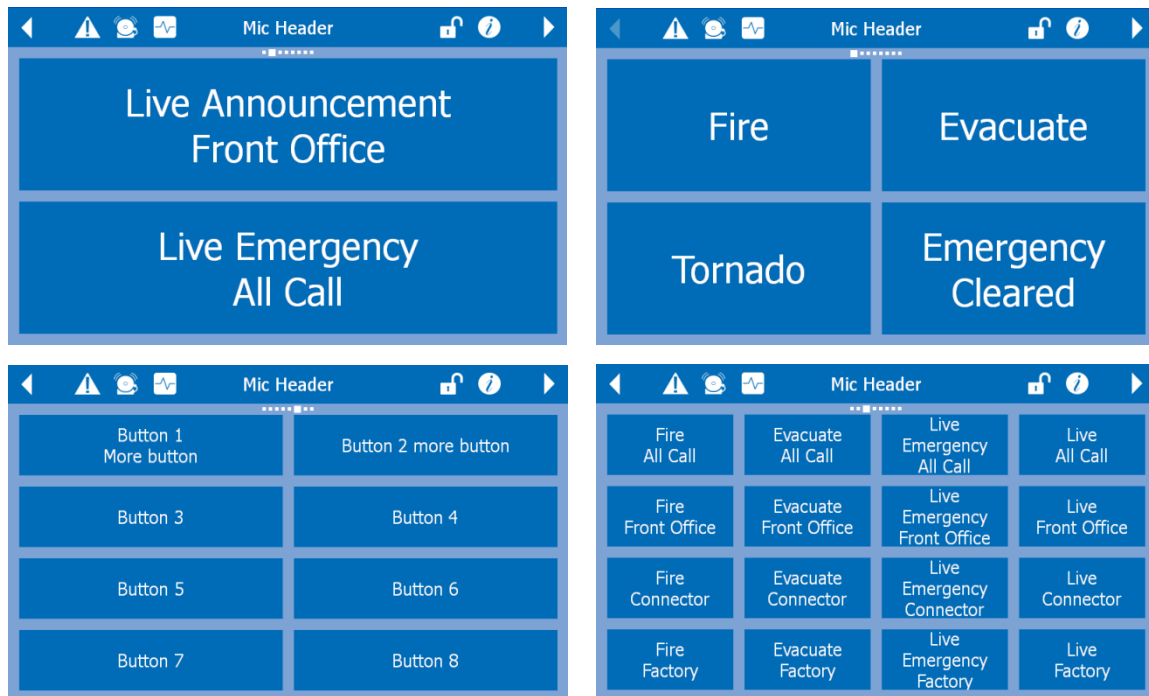 Mic Header
Live Announcement
Front Office
Live Emergency
All Call
Mic Header
Fire
Evacuate
Tornado
Emergency
Cleared
Mic Header
Button 1
More button
Button 2 more button
Button 3
Button 4
Button 5
Button 6
Button 7
Button 8
Mic Header
Fire
All Call
Evacuate
All Call
Live
Emergency
All Call
Live
All Call
Fire
Front Office
Evacuate
Front Office
Live
Emergency
Front Office
Live
Front Office
Fire
Connector
Evacuate
Connector
Live
Emergency
Connector
Live
Connector
Fire
Factory
Evacuate
Factory
Live
Emergency
Factory
Live
Factory